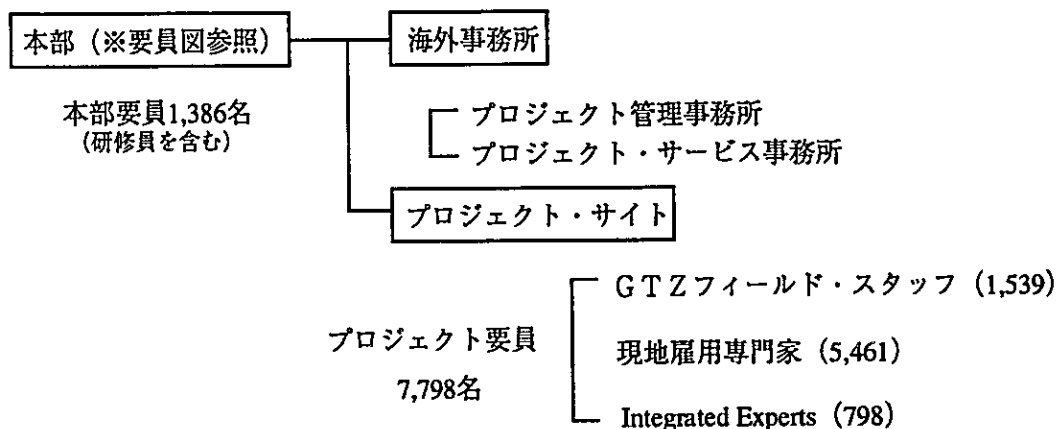 本部（※要員図参照）
海外事務所
本部要員1,386名
（研修員を含む）
プロジェクト管理事務所
プロジェクト・サービス事務所
プロジェクト・サイト
ＧＴＺフィールド・スタッフ（1,539）
プロジェクト要員
現地雇用専門家（5,461）
7,798名
Integrated Experts（798）